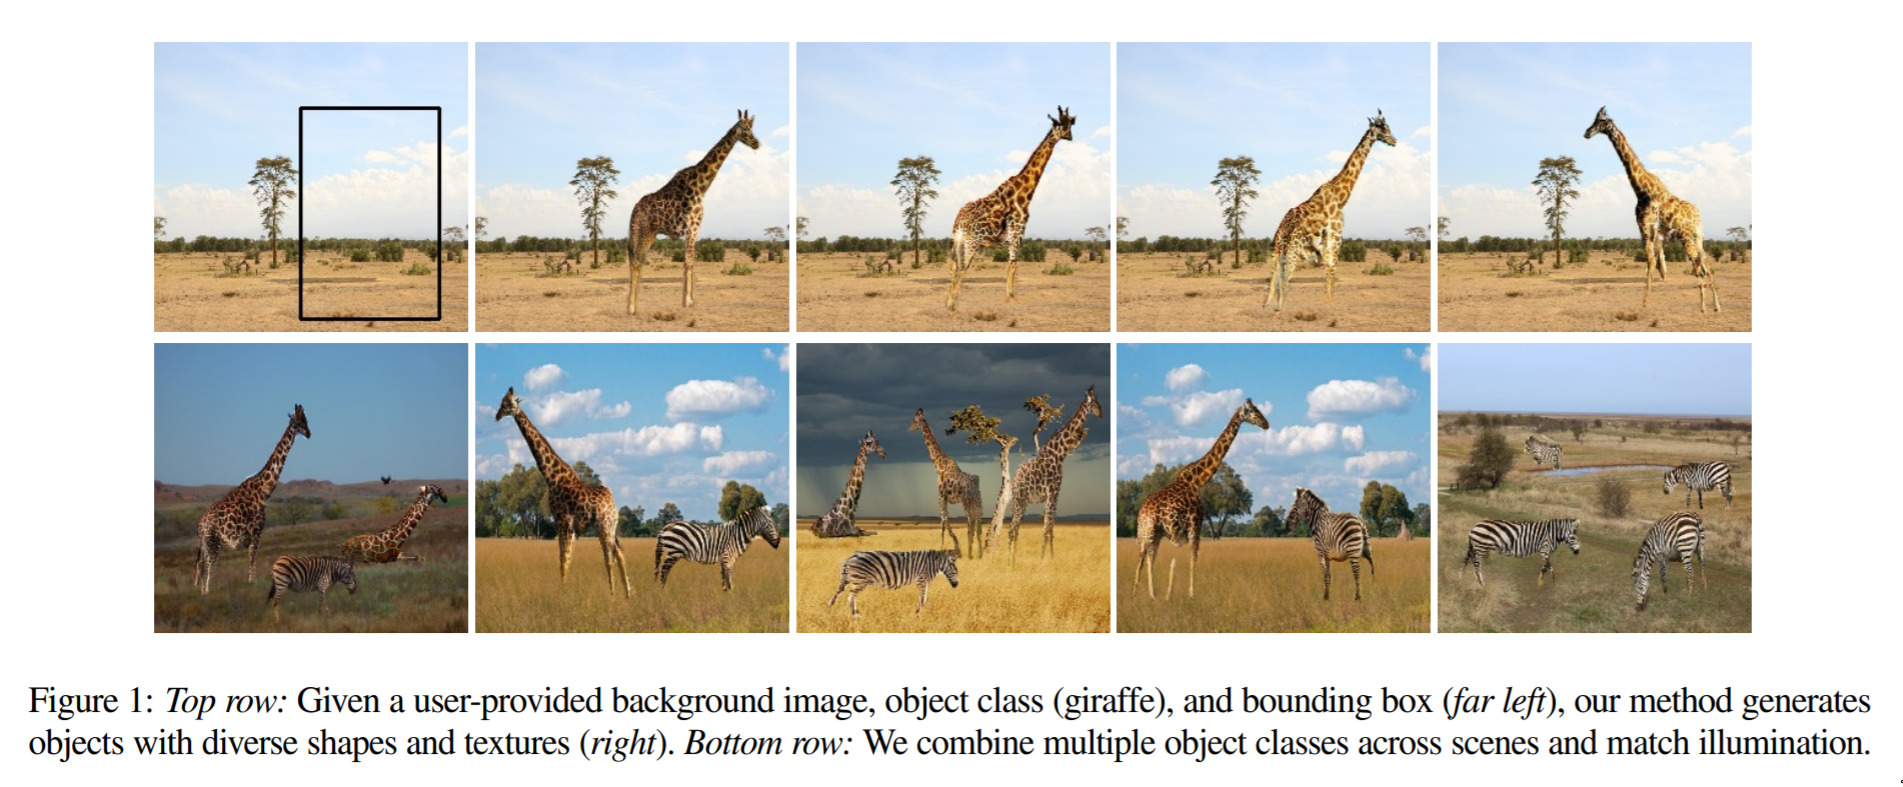 Figure 1: Top row: Given a user-provided background image, object class (giraffe), and bounding box (far left), our method generates
objects with diverse shapes and textures (right). Bottom row: We combine multiple object classes across scenes and match illumination.